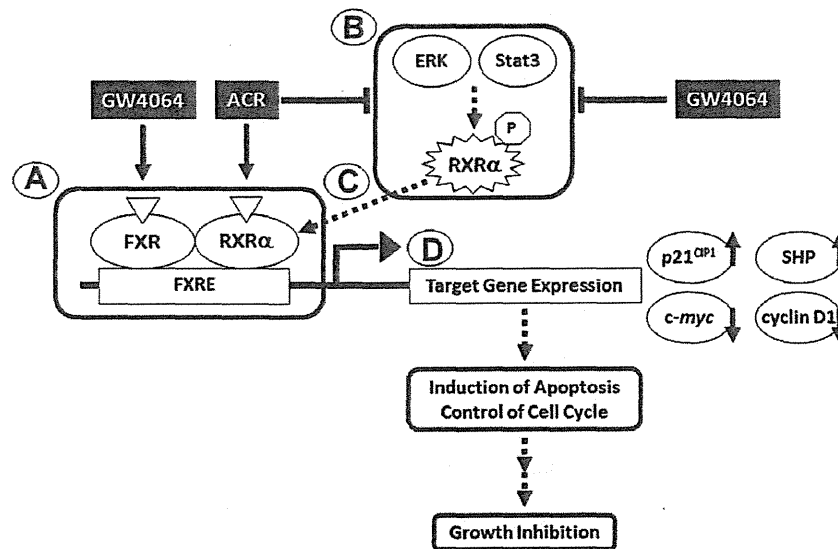 B
ERK
Stat3
GW4064
ACR
GW4064
P
RXRα
A
C
FXR
RXRα
D
FXRE
Target Gene Expression
p21CIP1
SHP
c-myc
cyclin D1
Induction of Apoptosis
Control of Cell Cycle
Growth Inhibition